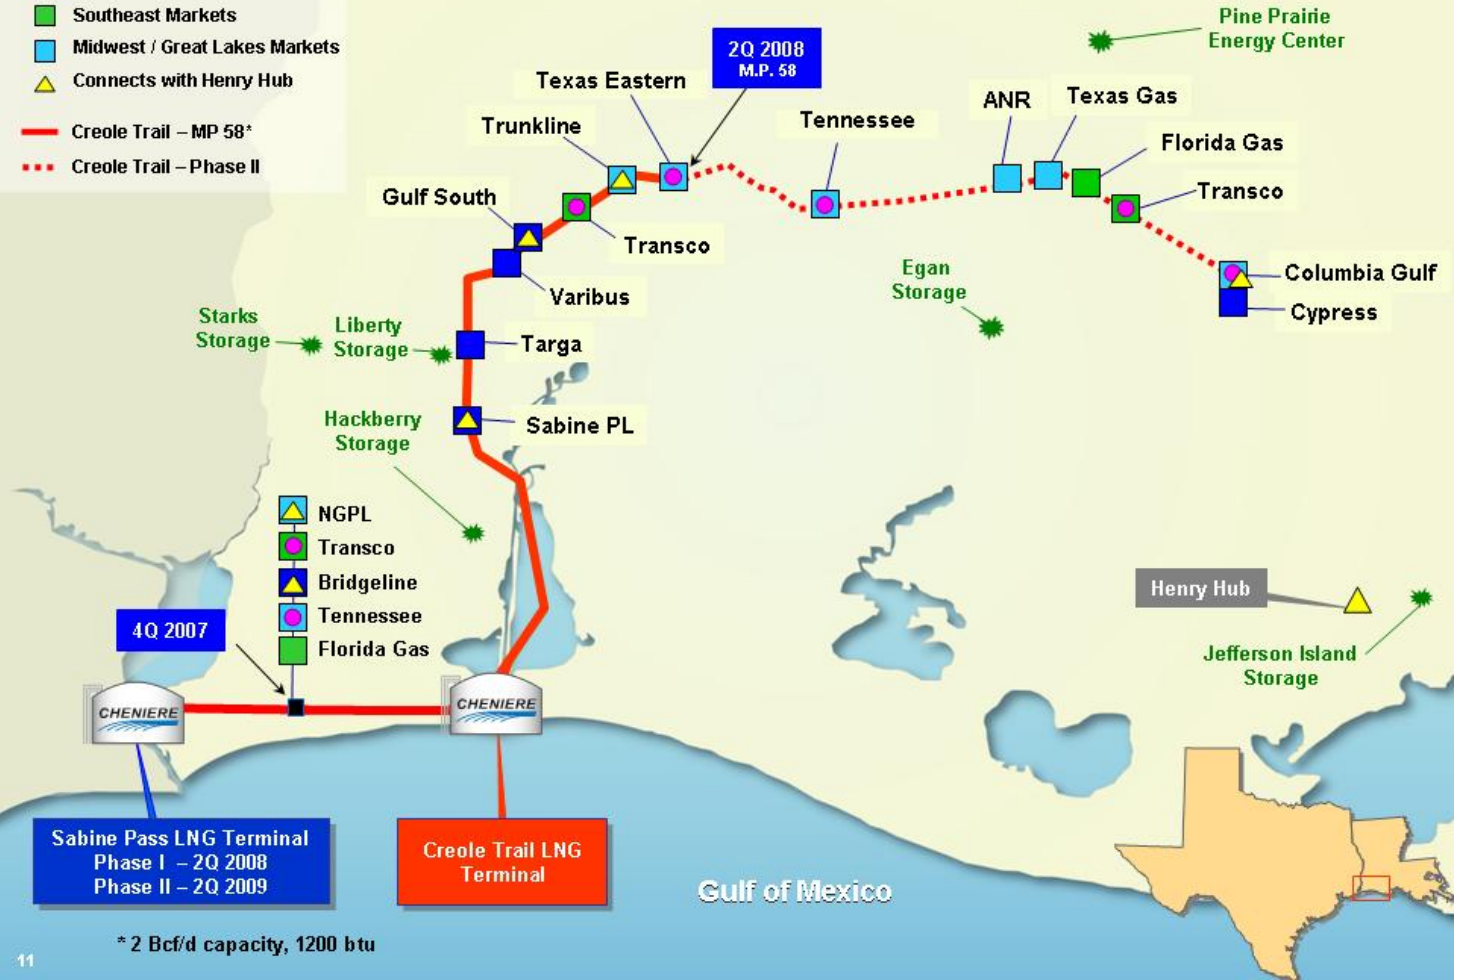 Southeast Markets
Midwest / Great Lakes Markets
Connects with Henry Hub
Creole Trail – MP 58*
Creole Trail – Phase II
2Q 2008
M.P. 58
Pine Prairie
Energy Center
Texas Eastern
Trunkline
Tennessee
ANR
Texas Gas
Florida Gas
Transco
Gulf South
Transco
Varibus
Columbia Gulf
Cypress
Egan
Storage
Starks
Storage
Liberty
Storage
Targa
Hackberry
Storage
Sabine PL
NGPL
Transco
Bridgeline
Tennessee
Florida Gas
4Q 2007
Henry Hub
Jefferson Island
Storage
CHENIERE
CHENIERE
Sabine Pass LNG Terminal
Phase I – 2Q 2008
Phase II – 2Q 2009
Creole Trail LNG
Terminal
Gulf of Mexico
* 2 Bcf/d capacity, 1200 btu
11